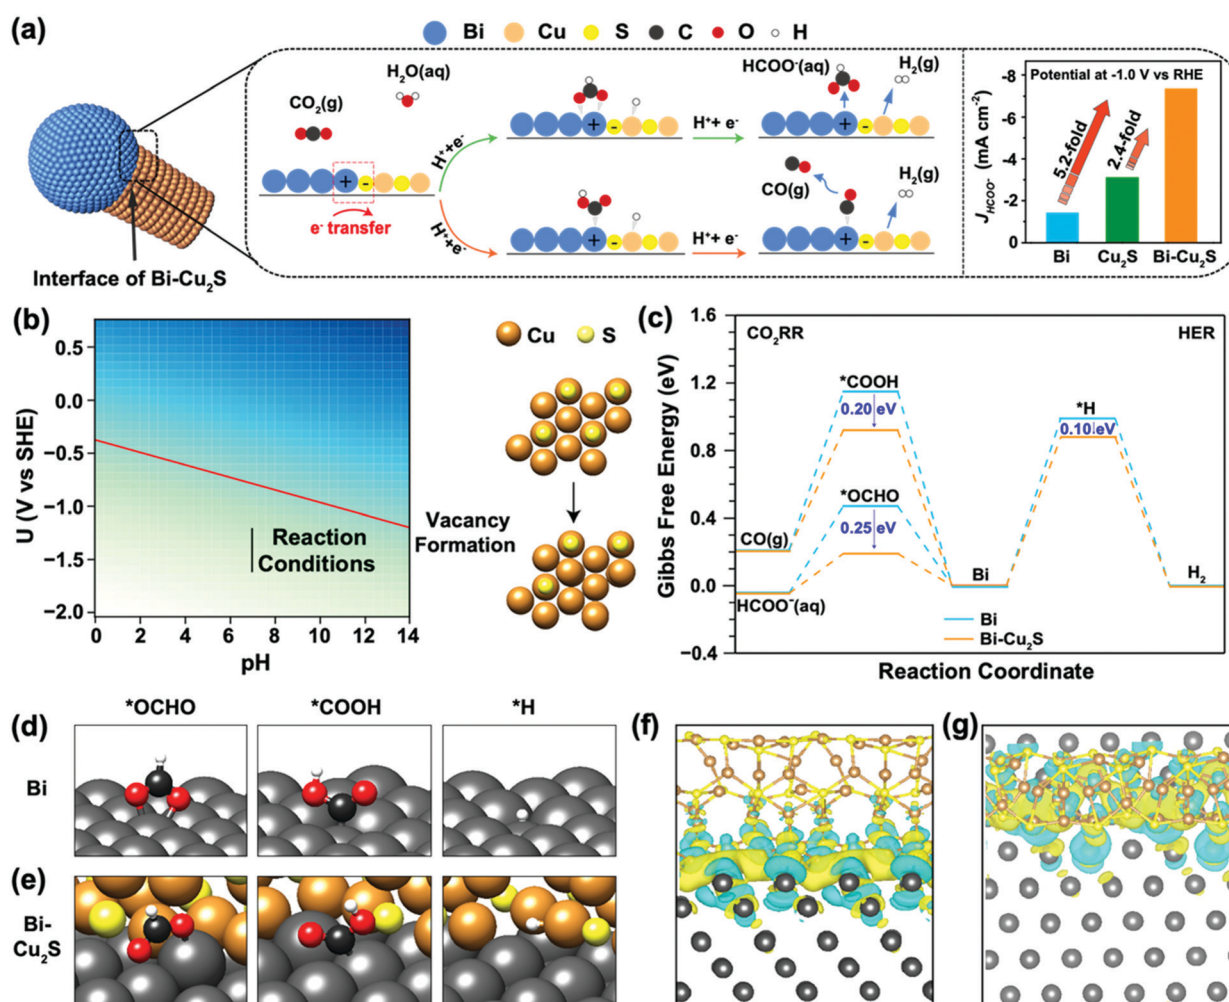 (a)
Bi Cu S C O H
CO₂(g)
H₂O(aq)
+ -
e⁻ transfer
H⁺+e⁻
H⁺+e⁻
+ -
+ -
H⁺+ e⁻
H⁺+ e⁻
HCOO⁻(aq)
H₂(g)
+ -
CO(g)
H₂(g)
+ -
Interface of Bi-Cu₂S
Potential at -1.0 V vs RHE
J_HCOO⁻ (mA cm⁻²)
-8
-6
-4
-2
0
5.2-fold
2.4-fold
Bi Cu₂S Bi-Cu₂S
(b)
U (V vs SHE)
0.5
0.0
−0.5
−1.0
−1.5
−2.0
Reaction
Conditions
0 2 4 6 8 10 12 14
pH
Cu S
Vacancy
Formation
(c)
Gibbs Free Energy (eV)
1.6
1.2
0.8
0.4
0.0
−0.4
CO₂RR
HER
*COOH
0.20 eV
*H
0.10 eV
*OCHO
0.25 eV
CO(g)
HCOO⁻(aq)
Bi
H₂
Bi
Bi-Cu₂S
Reaction Coordinate
(d)
*OCHO *COOH *H
Bi
(e)
Bi-
Cu₂S
(f)
(g)